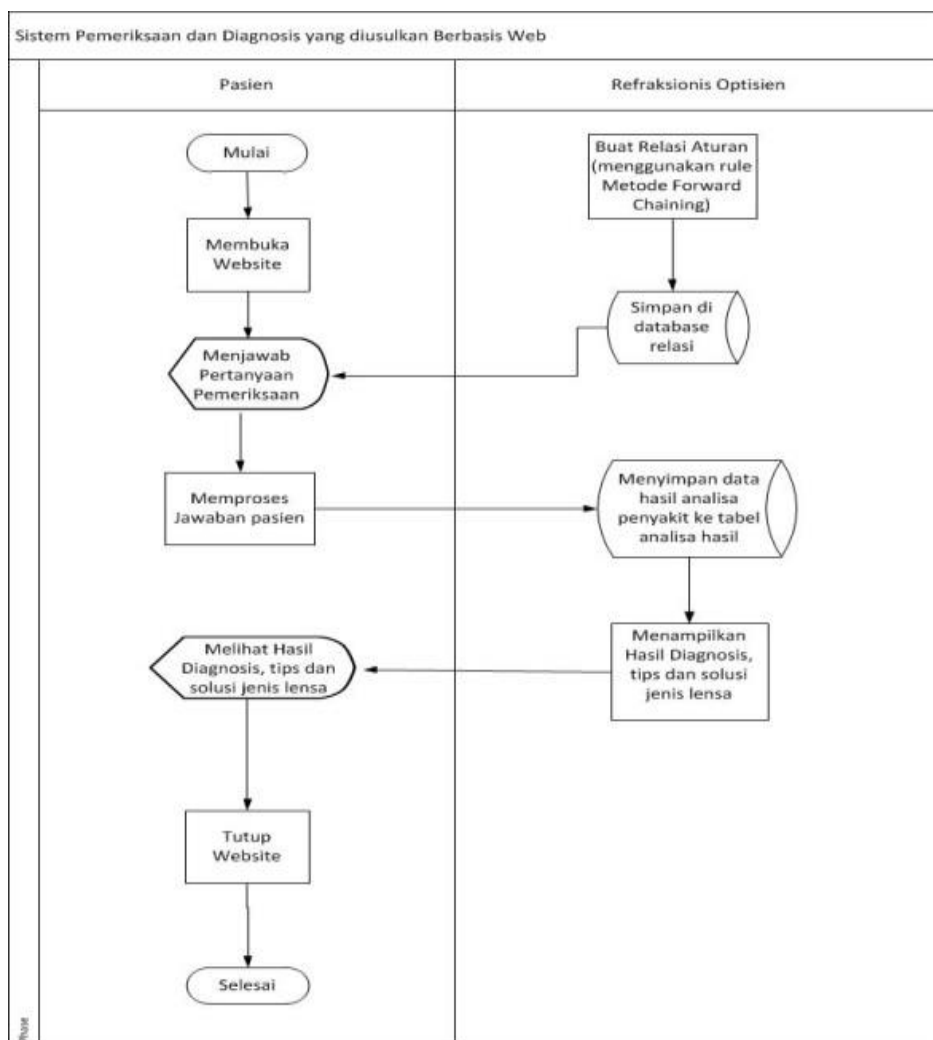 Sistem Pemeriksaan dan Diagnosis yang diusulkan Berbasis Web
Pasien
Refraksionis Optisien
Mulai
Membuka
Website
Menjawab
Pertanyaan
Pemeriksaan
Memproses
Jawaban pasien
Melihat Hasil
Diagnosis, tips dan
solusi jenis lensa
Tutup
Website
Selesai
Buat Relasi Aturan
(menggunakan rule
Metode Forward
Chaining)
Simpan di
database
relasi
Menyimpan data
hasil analisa
penyakit ke tabel
analisa hasil
Menampilkan
Hasil Diagnosis,
tips dan solusi
jenis lensa
Phase